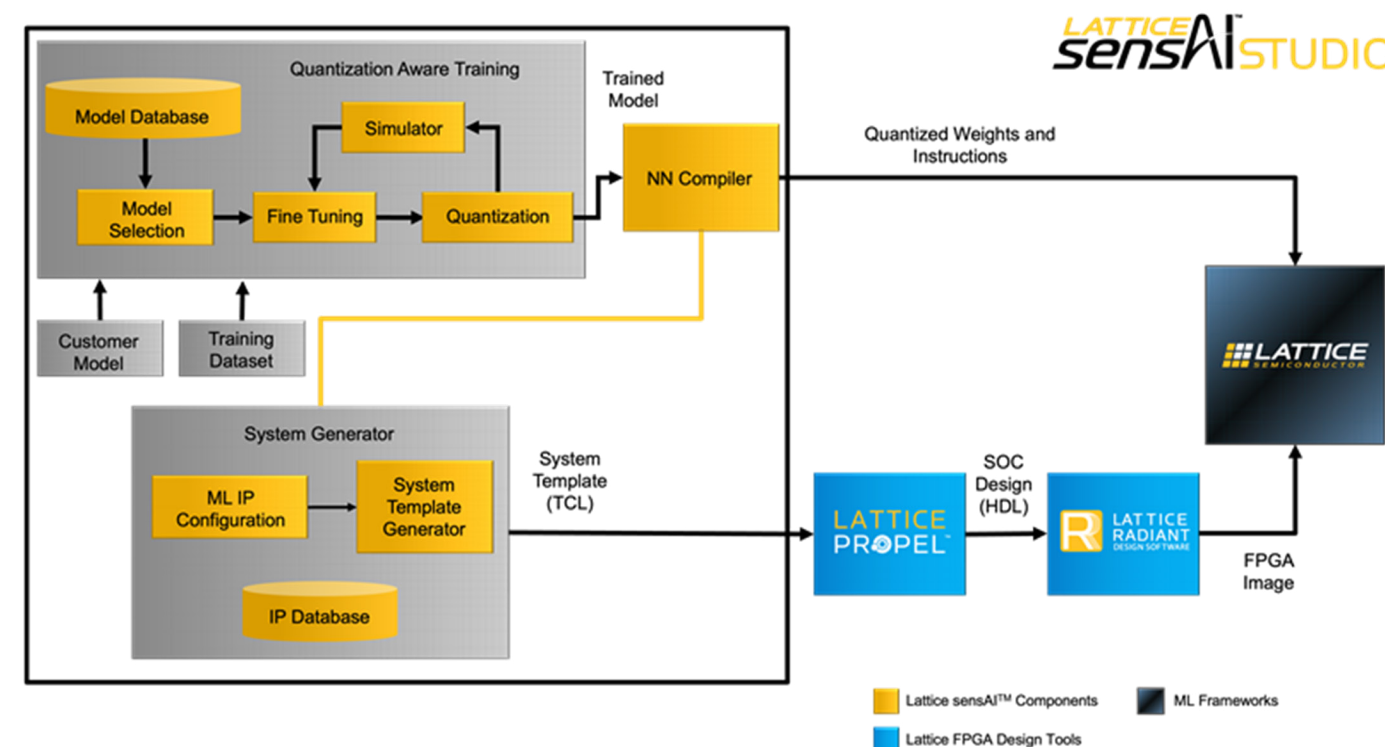 LATTICE
sensAI™ STUDIO
Quantization Aware Training
Model Database
Simulator
Model
Selection
Fine Tuning
Quantization
Trained
Model
NN Compiler
Quantized Weights and
Instructions
Customer
Model
Training
Dataset
LATTICE
SEMICONDUCTOR
System Generator
ML IP
Configuration
System
Template
Generator
IP Database
System
Template
(TCL)
LATTICE
PROPEL™
SOC
Design
(HDL)
R
LATTICE
RADIANT
DESIGN SOFTWARE
FPGA
Image
Lattice sensAI™ Components
ML Frameworks
Lattice FPGA Design Tools